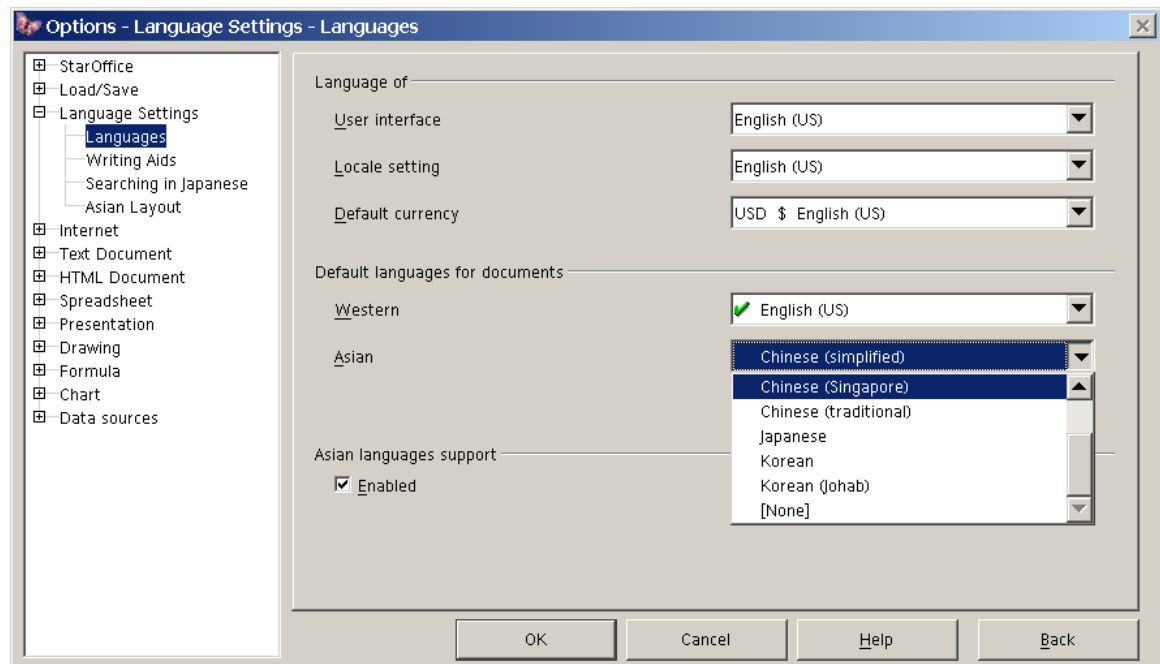 Options - Language Settings - Languages
StarOffice
Load/Save
Language Settings
Languages
Writing Aids
Searching in Japanese
Asian Layout
Internet
Text Document
HTML Document
Spreadsheet
Presentation
Drawing
Formula
Chart
Data sources
Language of
User interface English (US)
Locale setting English (US)
Default currency USD $ English (US)
Default languages for documents
Western English (US)
Asian Chinese (simplified)
Chinese (Singapore)
Chinese (traditional)
Japanese
Korean
Korean (Johab)
[None]
Asian languages support
Enabled
OK Cancel Help Back